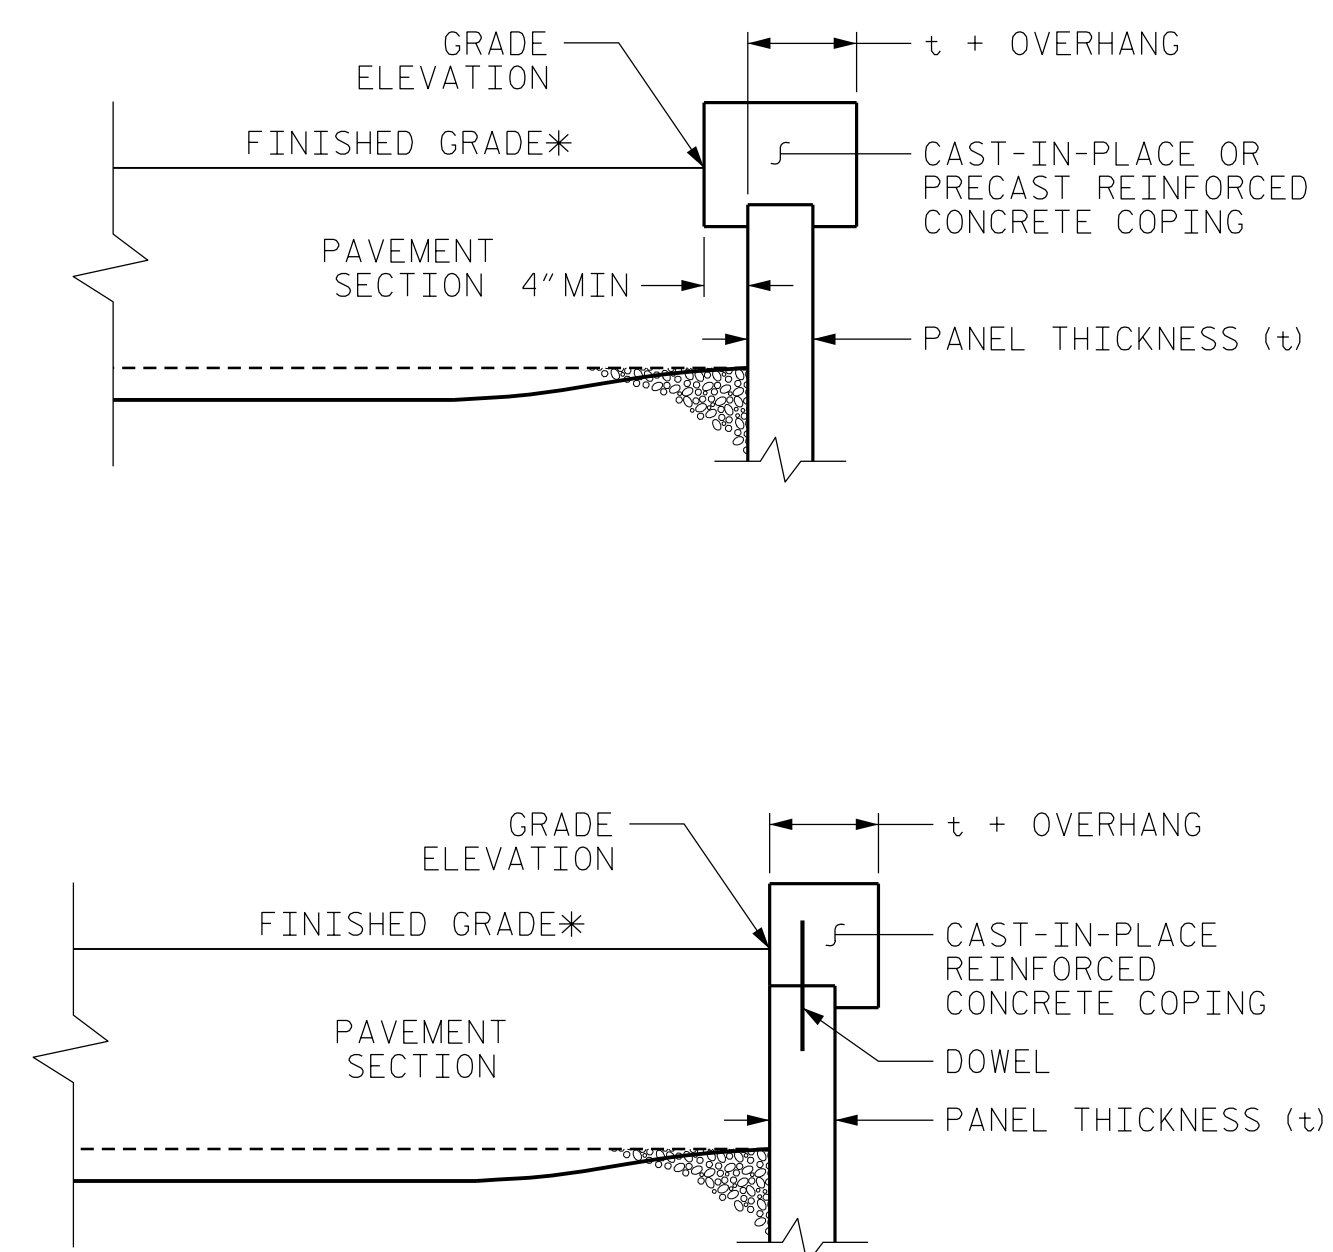 GRADE
ELEVATION
t + OVERHANG
FINISHED GRADE*
CAST-IN-PLACE OR
PRECAST REINFORCED
CONCRETE COPING
PAVEMENT
SECTION
4" MIN
PANEL THICKNESS (t)
GRADE
ELEVATION
t + OVERHANG
FINISHED GRADE*
CAST-IN-PLACE
REINFORCED
CONCRETE COPING
PAVEMENT
SECTION
DOWEL
PANEL THICKNESS (t)